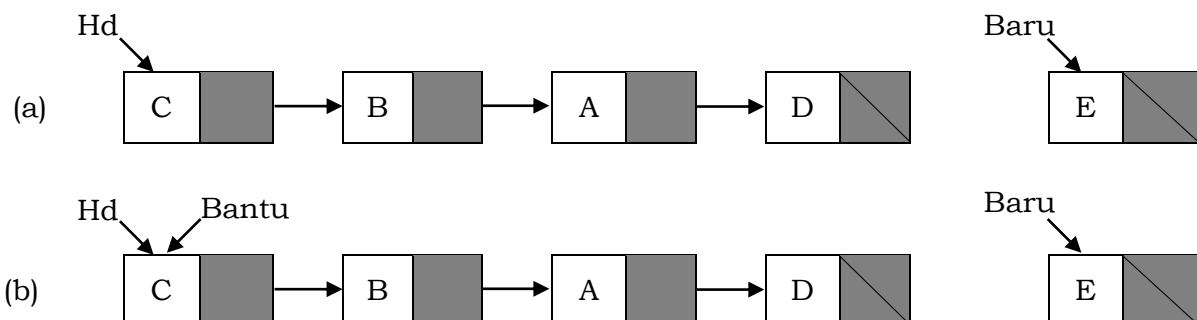 Hd Baru
(a) C B A D E
Hd Bantu Baru
(b) C B A D E